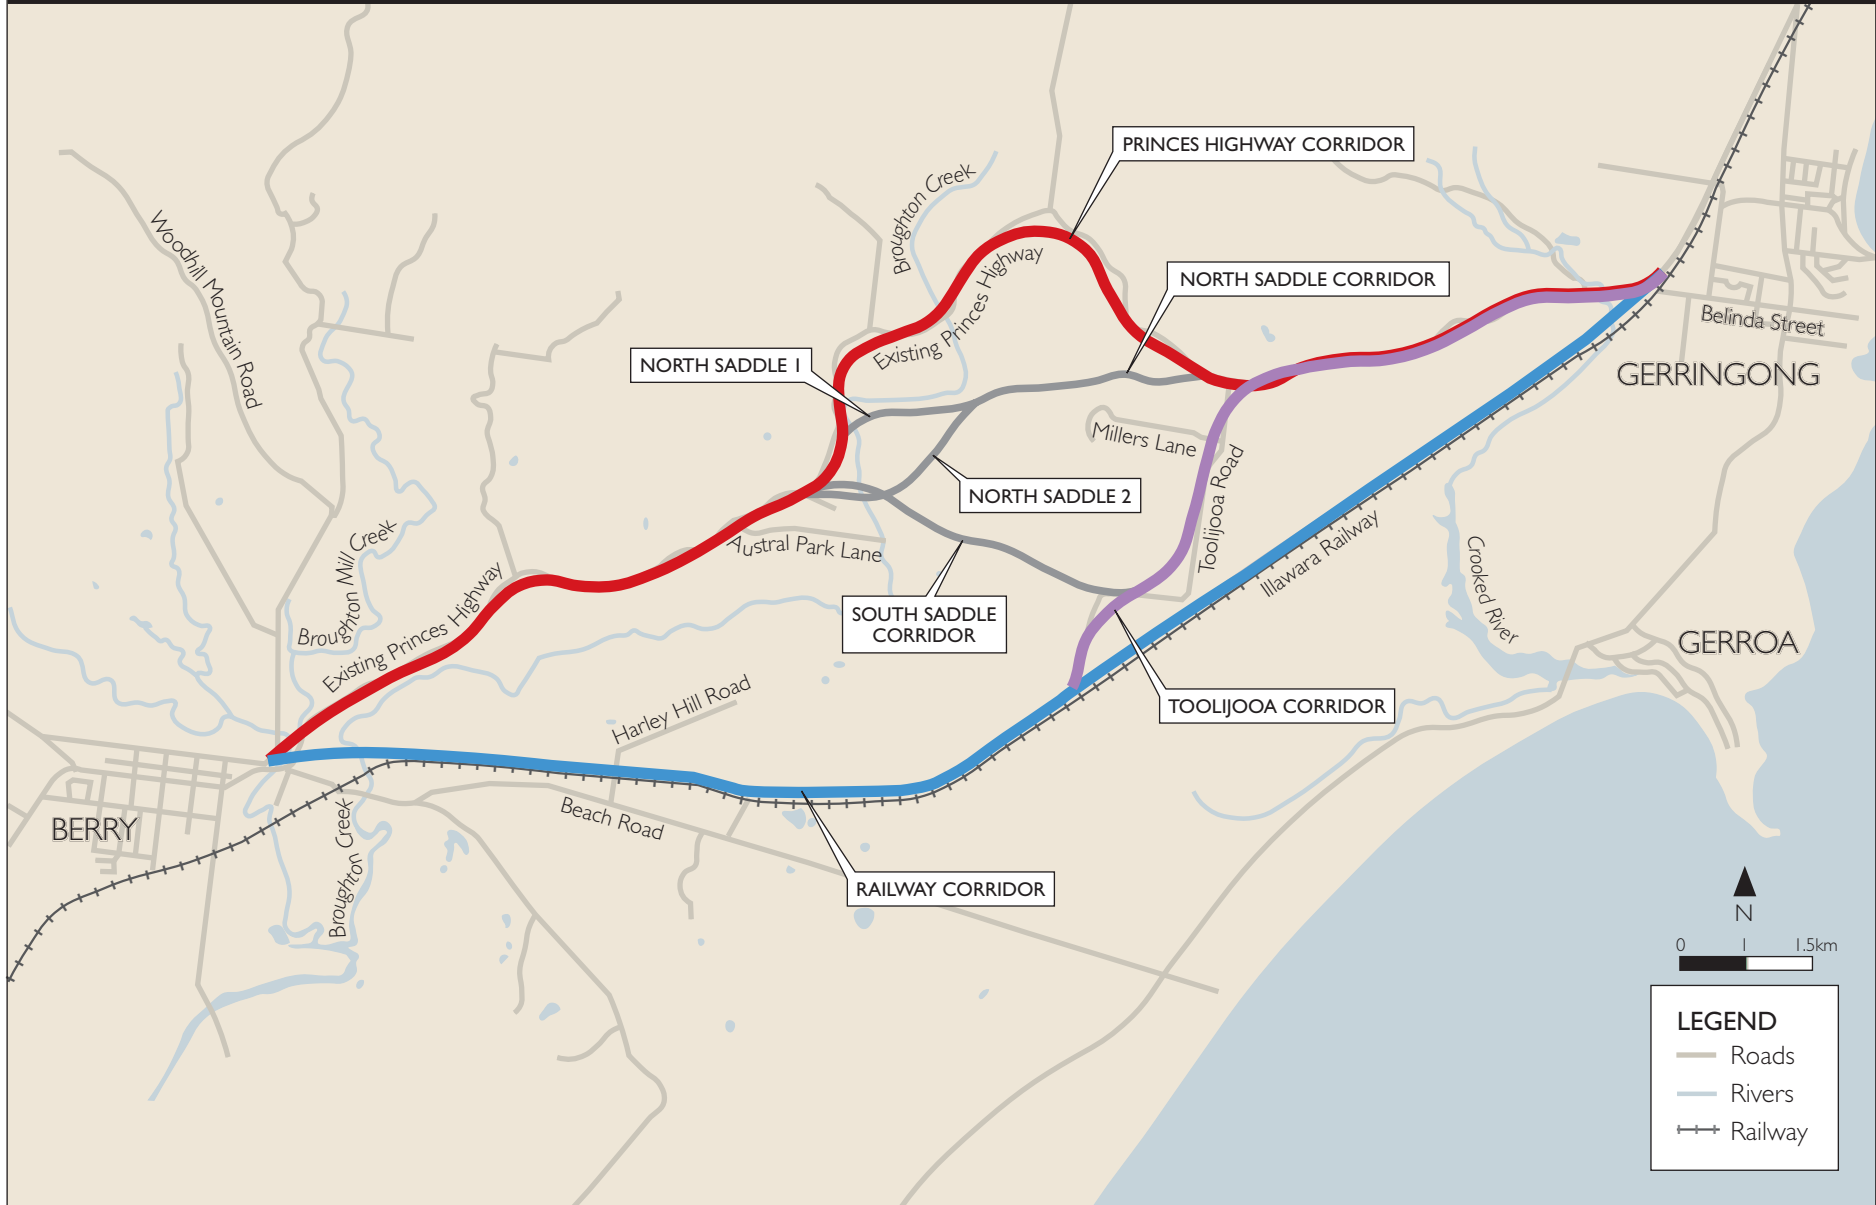 PRINCES HIGHWAY CORRIDOR
Broughton Creek
Woodhill Mountain Road
Existing Princes Highway
NORTH SADDLE CORRIDOR
Belinda Street
NORTH SADDLE 1
GERRINGONG
Millers Lane
Toolijooa Road
NORTH SADDLE 2
Austral Park Lane
Illawara Railway
Crooked River
Broughton Mill Creek
Existing Princes Highway
SOUTH SADDLE
CORRIDOR
GERROA
Harley Hill Road
TOOLIJOOA CORRIDOR
Beach Road
BERRY
Broughton Creek
RAILWAY CORRIDOR
N
0 1 1.5km
LEGEND
Roads
Rivers
Railway